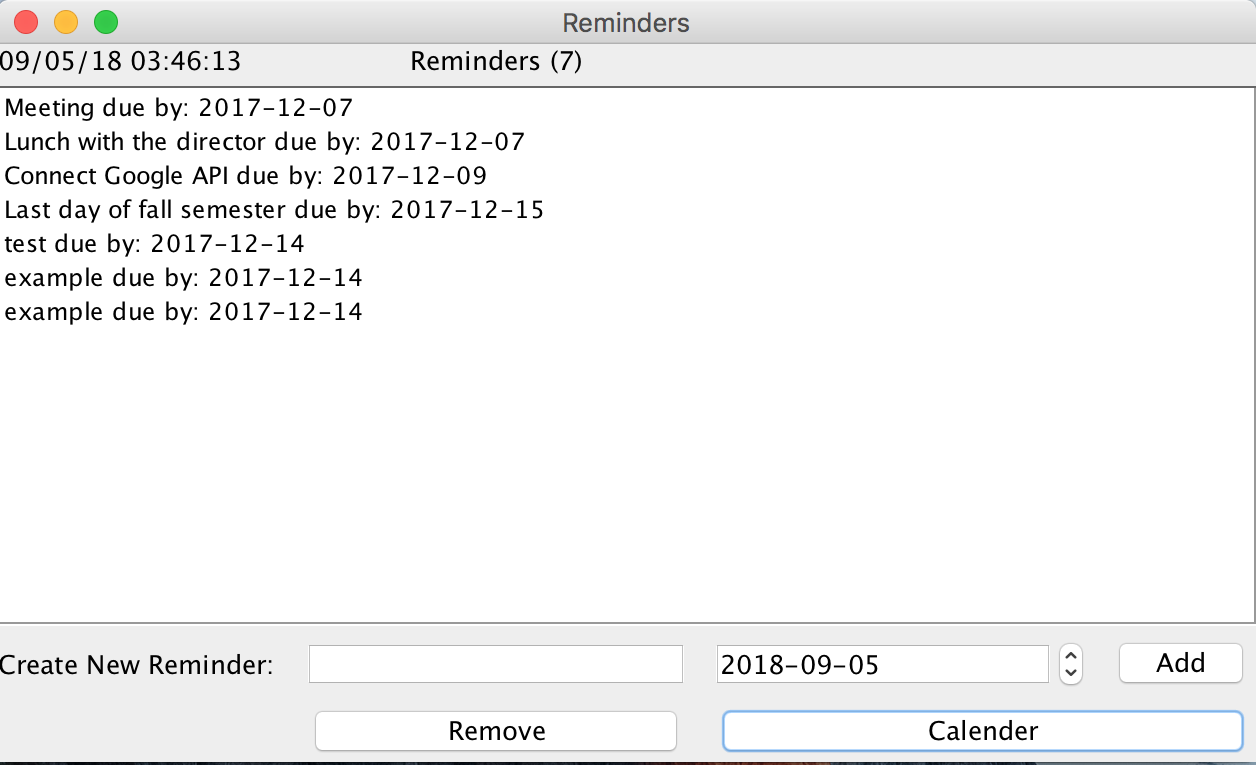 Reminders
09/05/18 03:46:13 Reminders (7)
Meeting due by: 2017-12-07
Lunch with the director due by: 2017-12-07
Connect Google API due by: 2017-12-09
Last day of fall semester due by: 2017-12-15
test due by: 2017-12-14
example due by: 2017-12-14
example due by: 2017-12-14
Create New Reminder: 2018-09-05 Add
Remove Calender